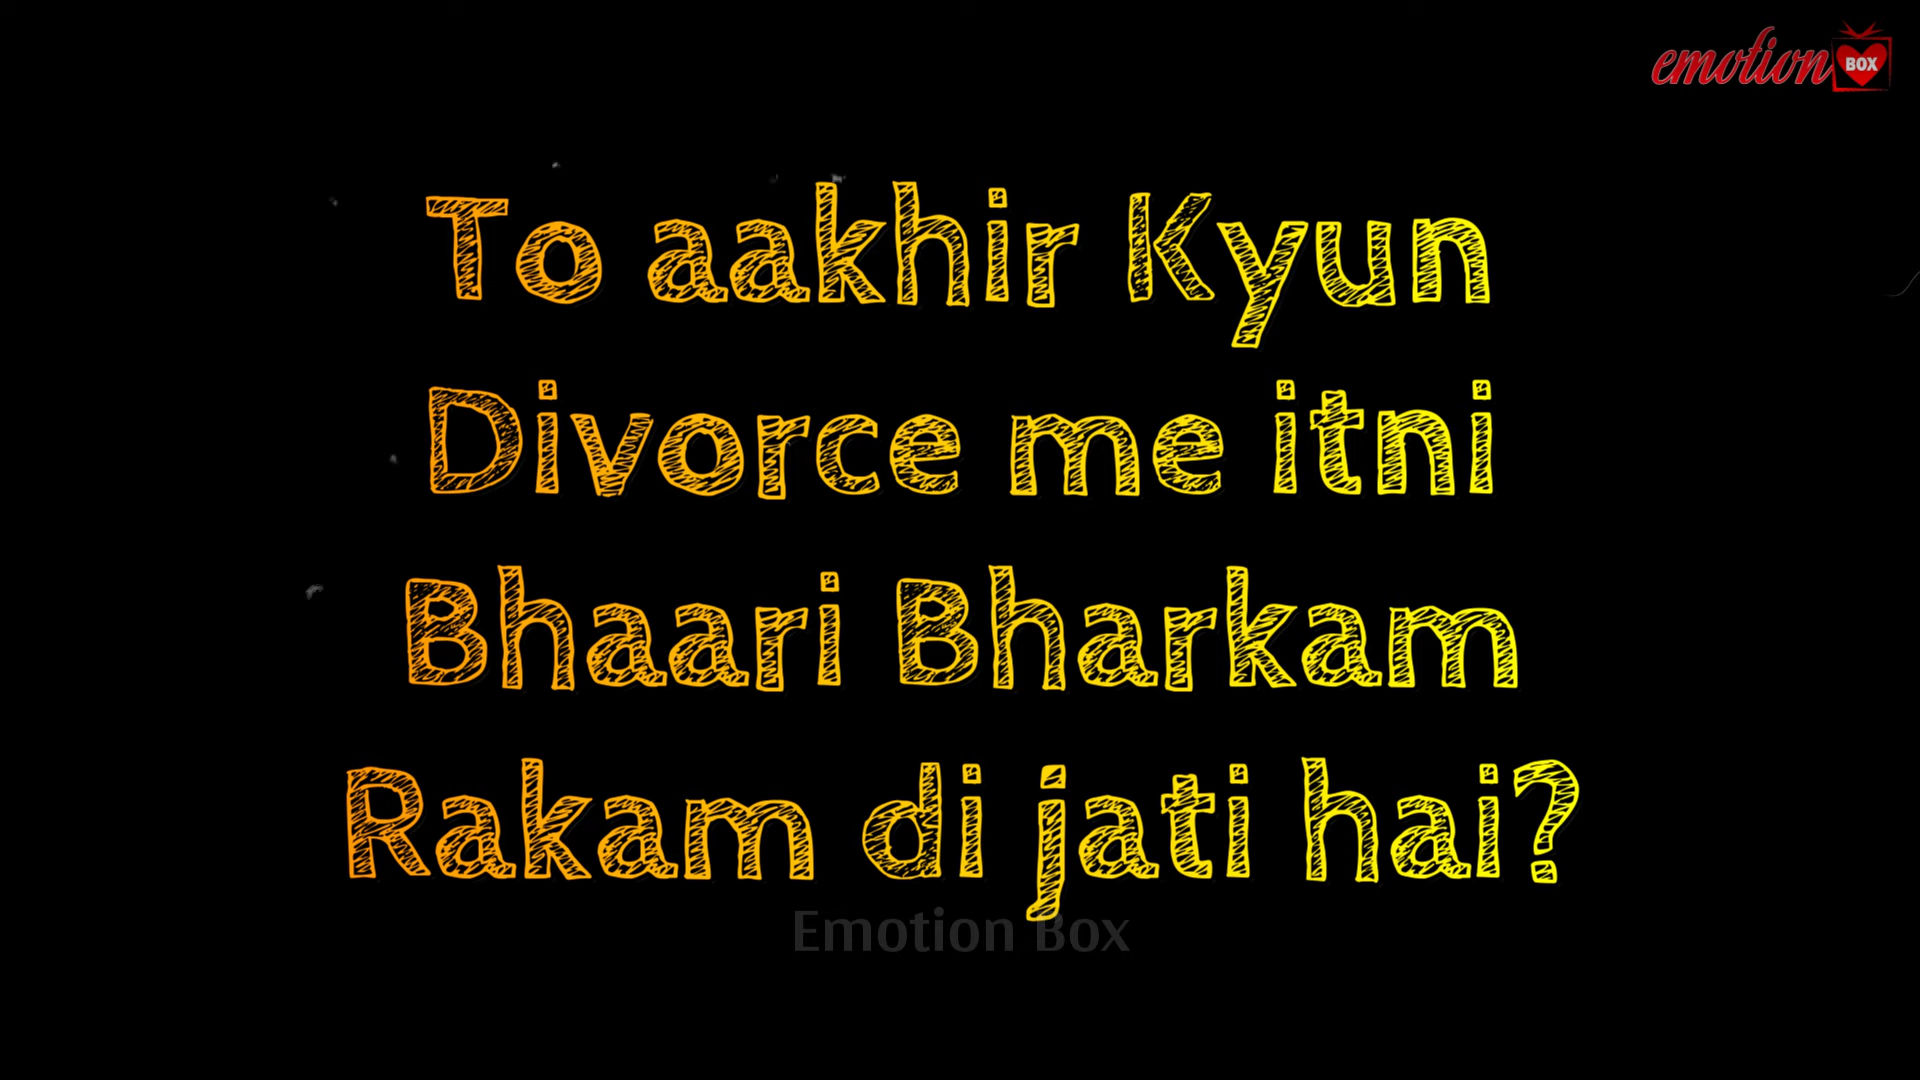 emotion BOX
To aakhir Kyun
Divorce me itni
Bhaari Bharkam
Rakam di jati hai?
Emotion Box